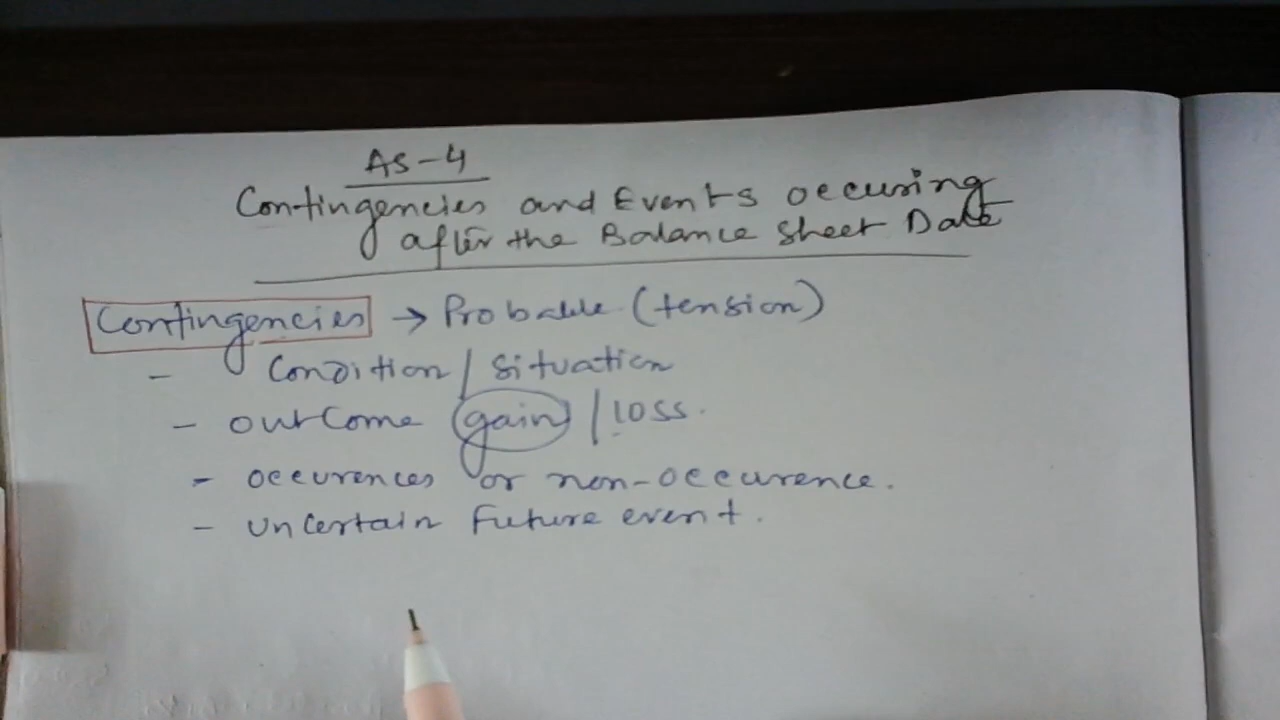 AS-4
Contingencies and Events occuring
after the Balance Sheet Date
Contingencies → Probable (tension)
- Condition / Situation
- outcome gain / Loss.
- occurences or non-occurence.
- uncertain future event.